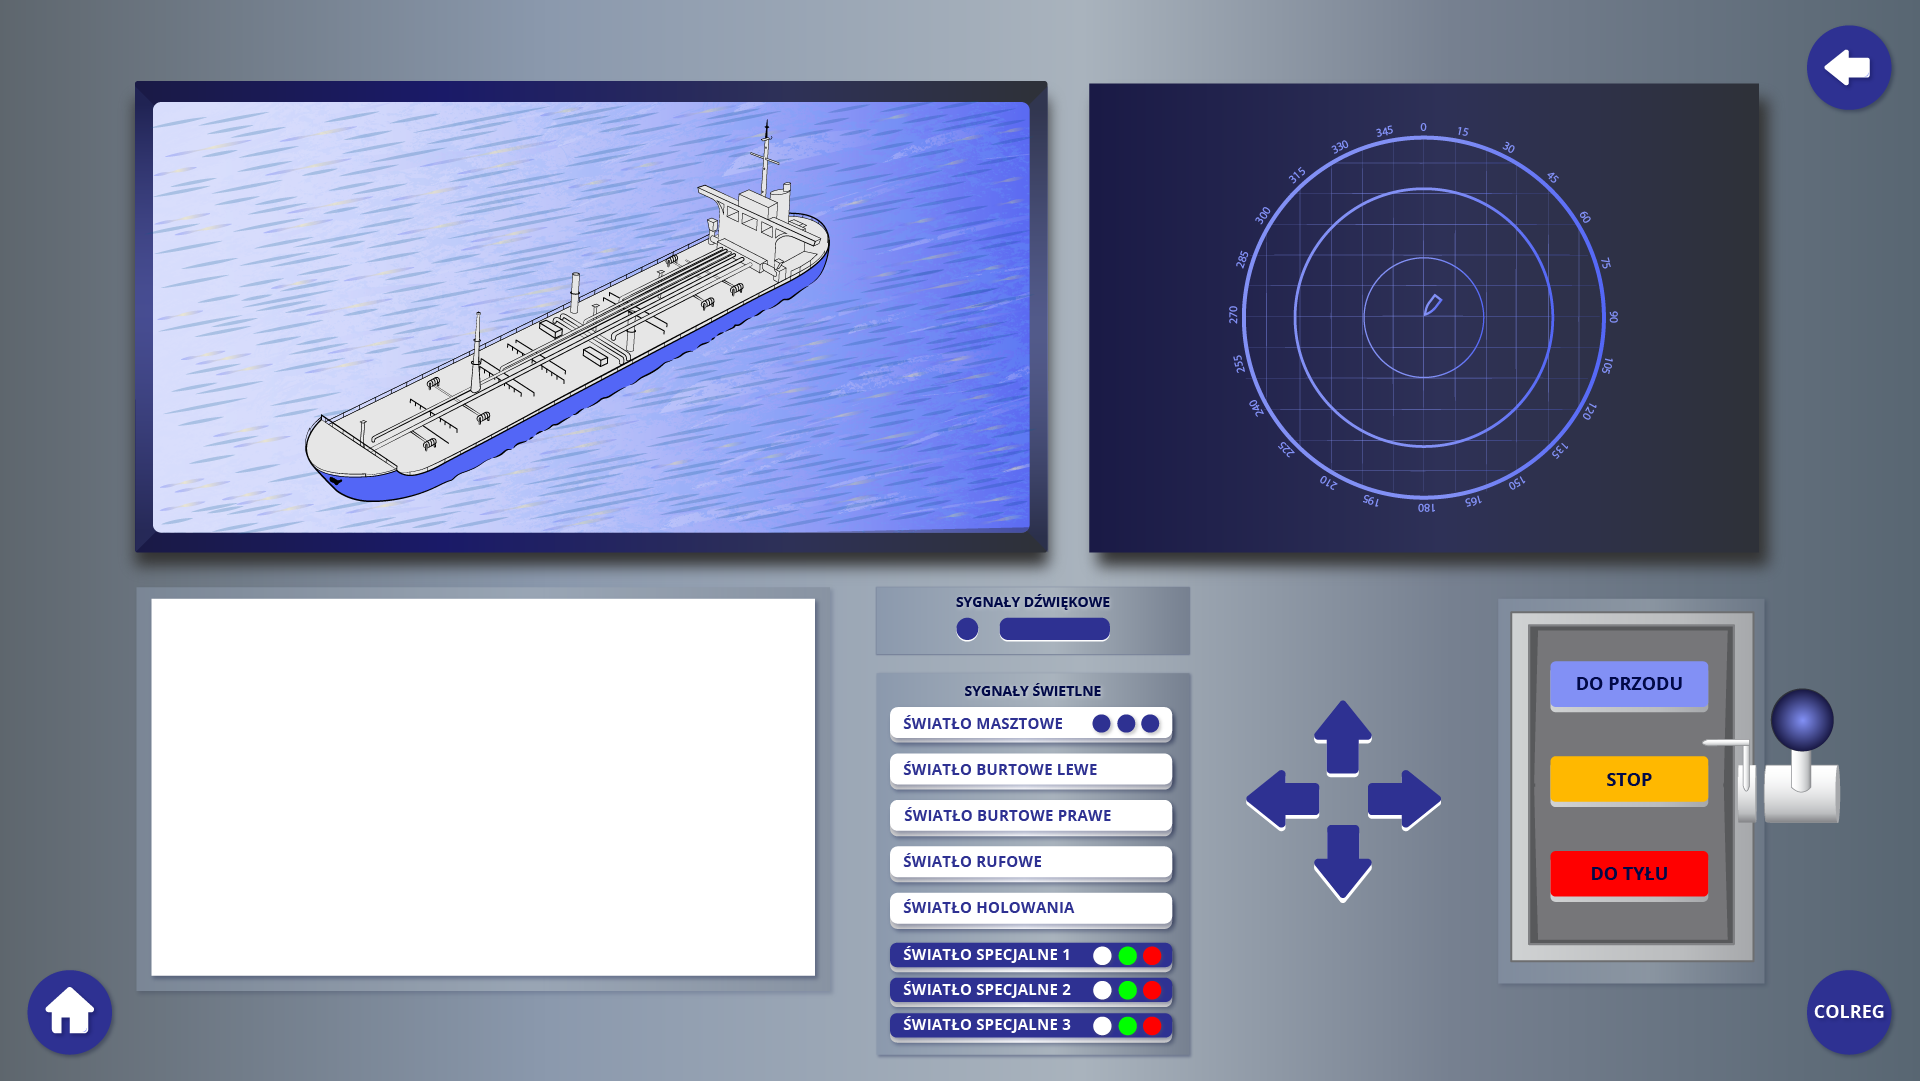 0
15
30
45
60
75
90
105
120
135
150
165
180
195
210
225
240
255
270
285
300
315
330
345
SYGNAŁY DŹWIĘKOWE
SYGNAŁY ŚWIETLNE
ŚWIATŁO MASZTOWE
ŚWIATŁO BURTOWE LEWE
ŚWIATŁO BURTOWE PRAWE
ŚWIATŁO RUFOWE
ŚWIATŁO HOLOWANIA
ŚWIATŁO SPECJALNE 1
ŚWIATŁO SPECJALNE 2
ŚWIATŁO SPECJALNE 3
DO PRZODU
STOP
DO TYŁU
COLREG